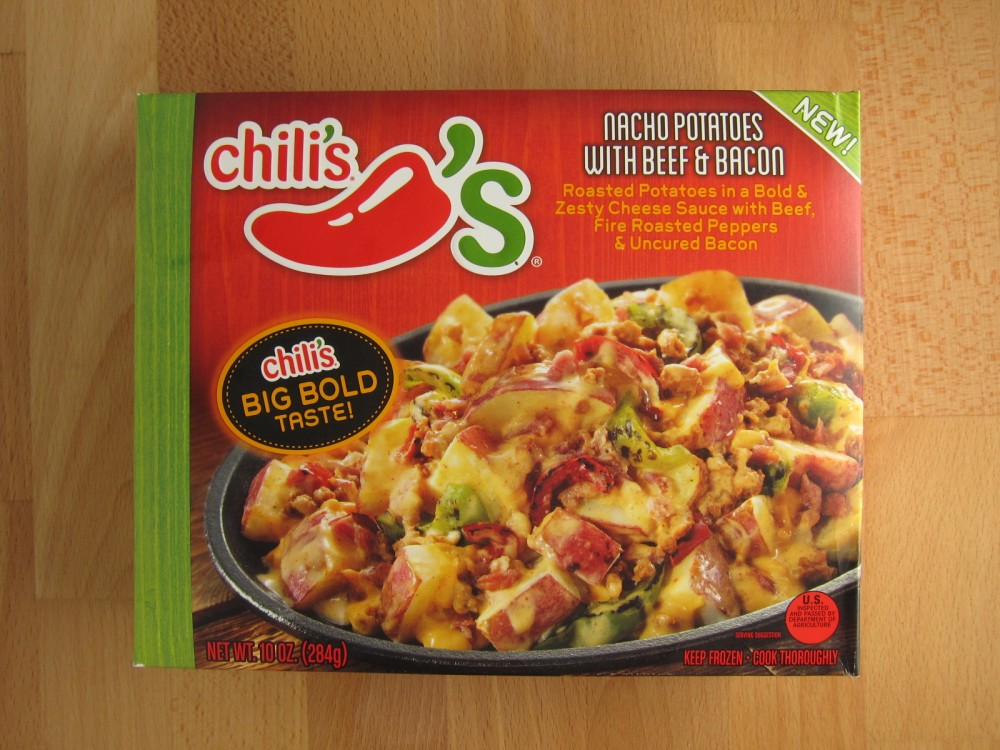 chili's
's®
NACHO POTATOES
WITH BEEF & BACON
NEW!
Roasted Potatoes in a Bold &
Zesty Cheese Sauce with Beef,
Fire Roasted Peppers
& Uncured Bacon
chili's
BIG BOLD
TASTE!
U.S.
INSPECTED
AND PASSED BY
DEPARTMENT OF
AGRICULTURE
SERVING SUGGESTION
NET WT. 10 OZ. (284g)
KEEP FROZEN • COOK THOROUGHLY